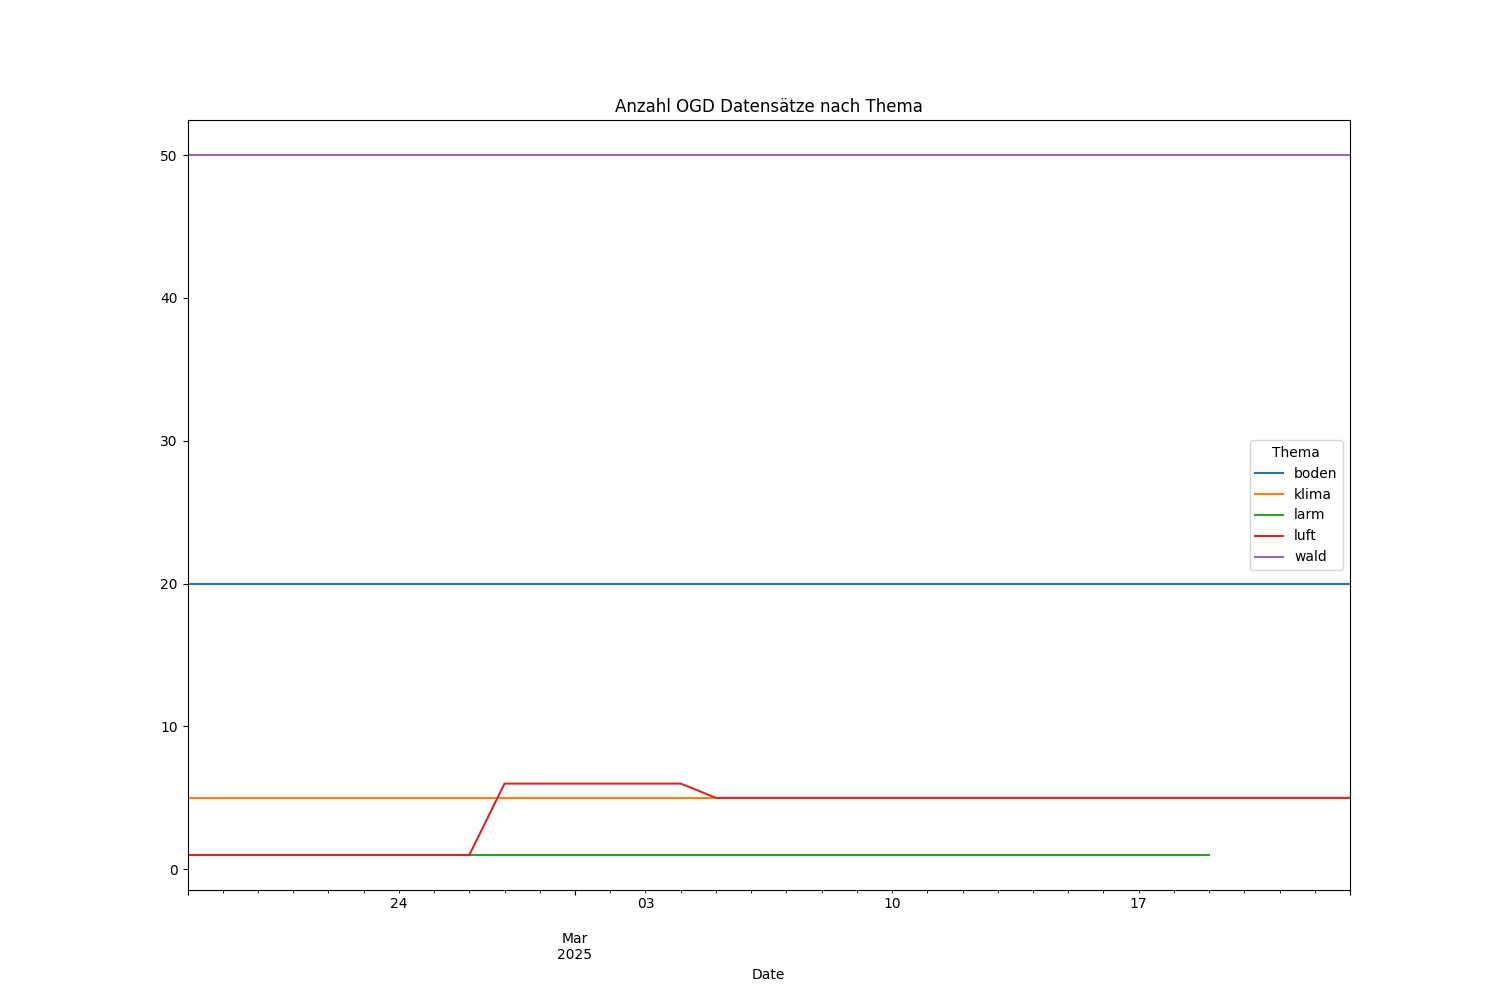 Anzahl OGD Datensätze nach Thema
50
40
30
20
10
0
Thema
boden
klima
larm
luft
wald
24
03
10
17
Mar
2025
Date